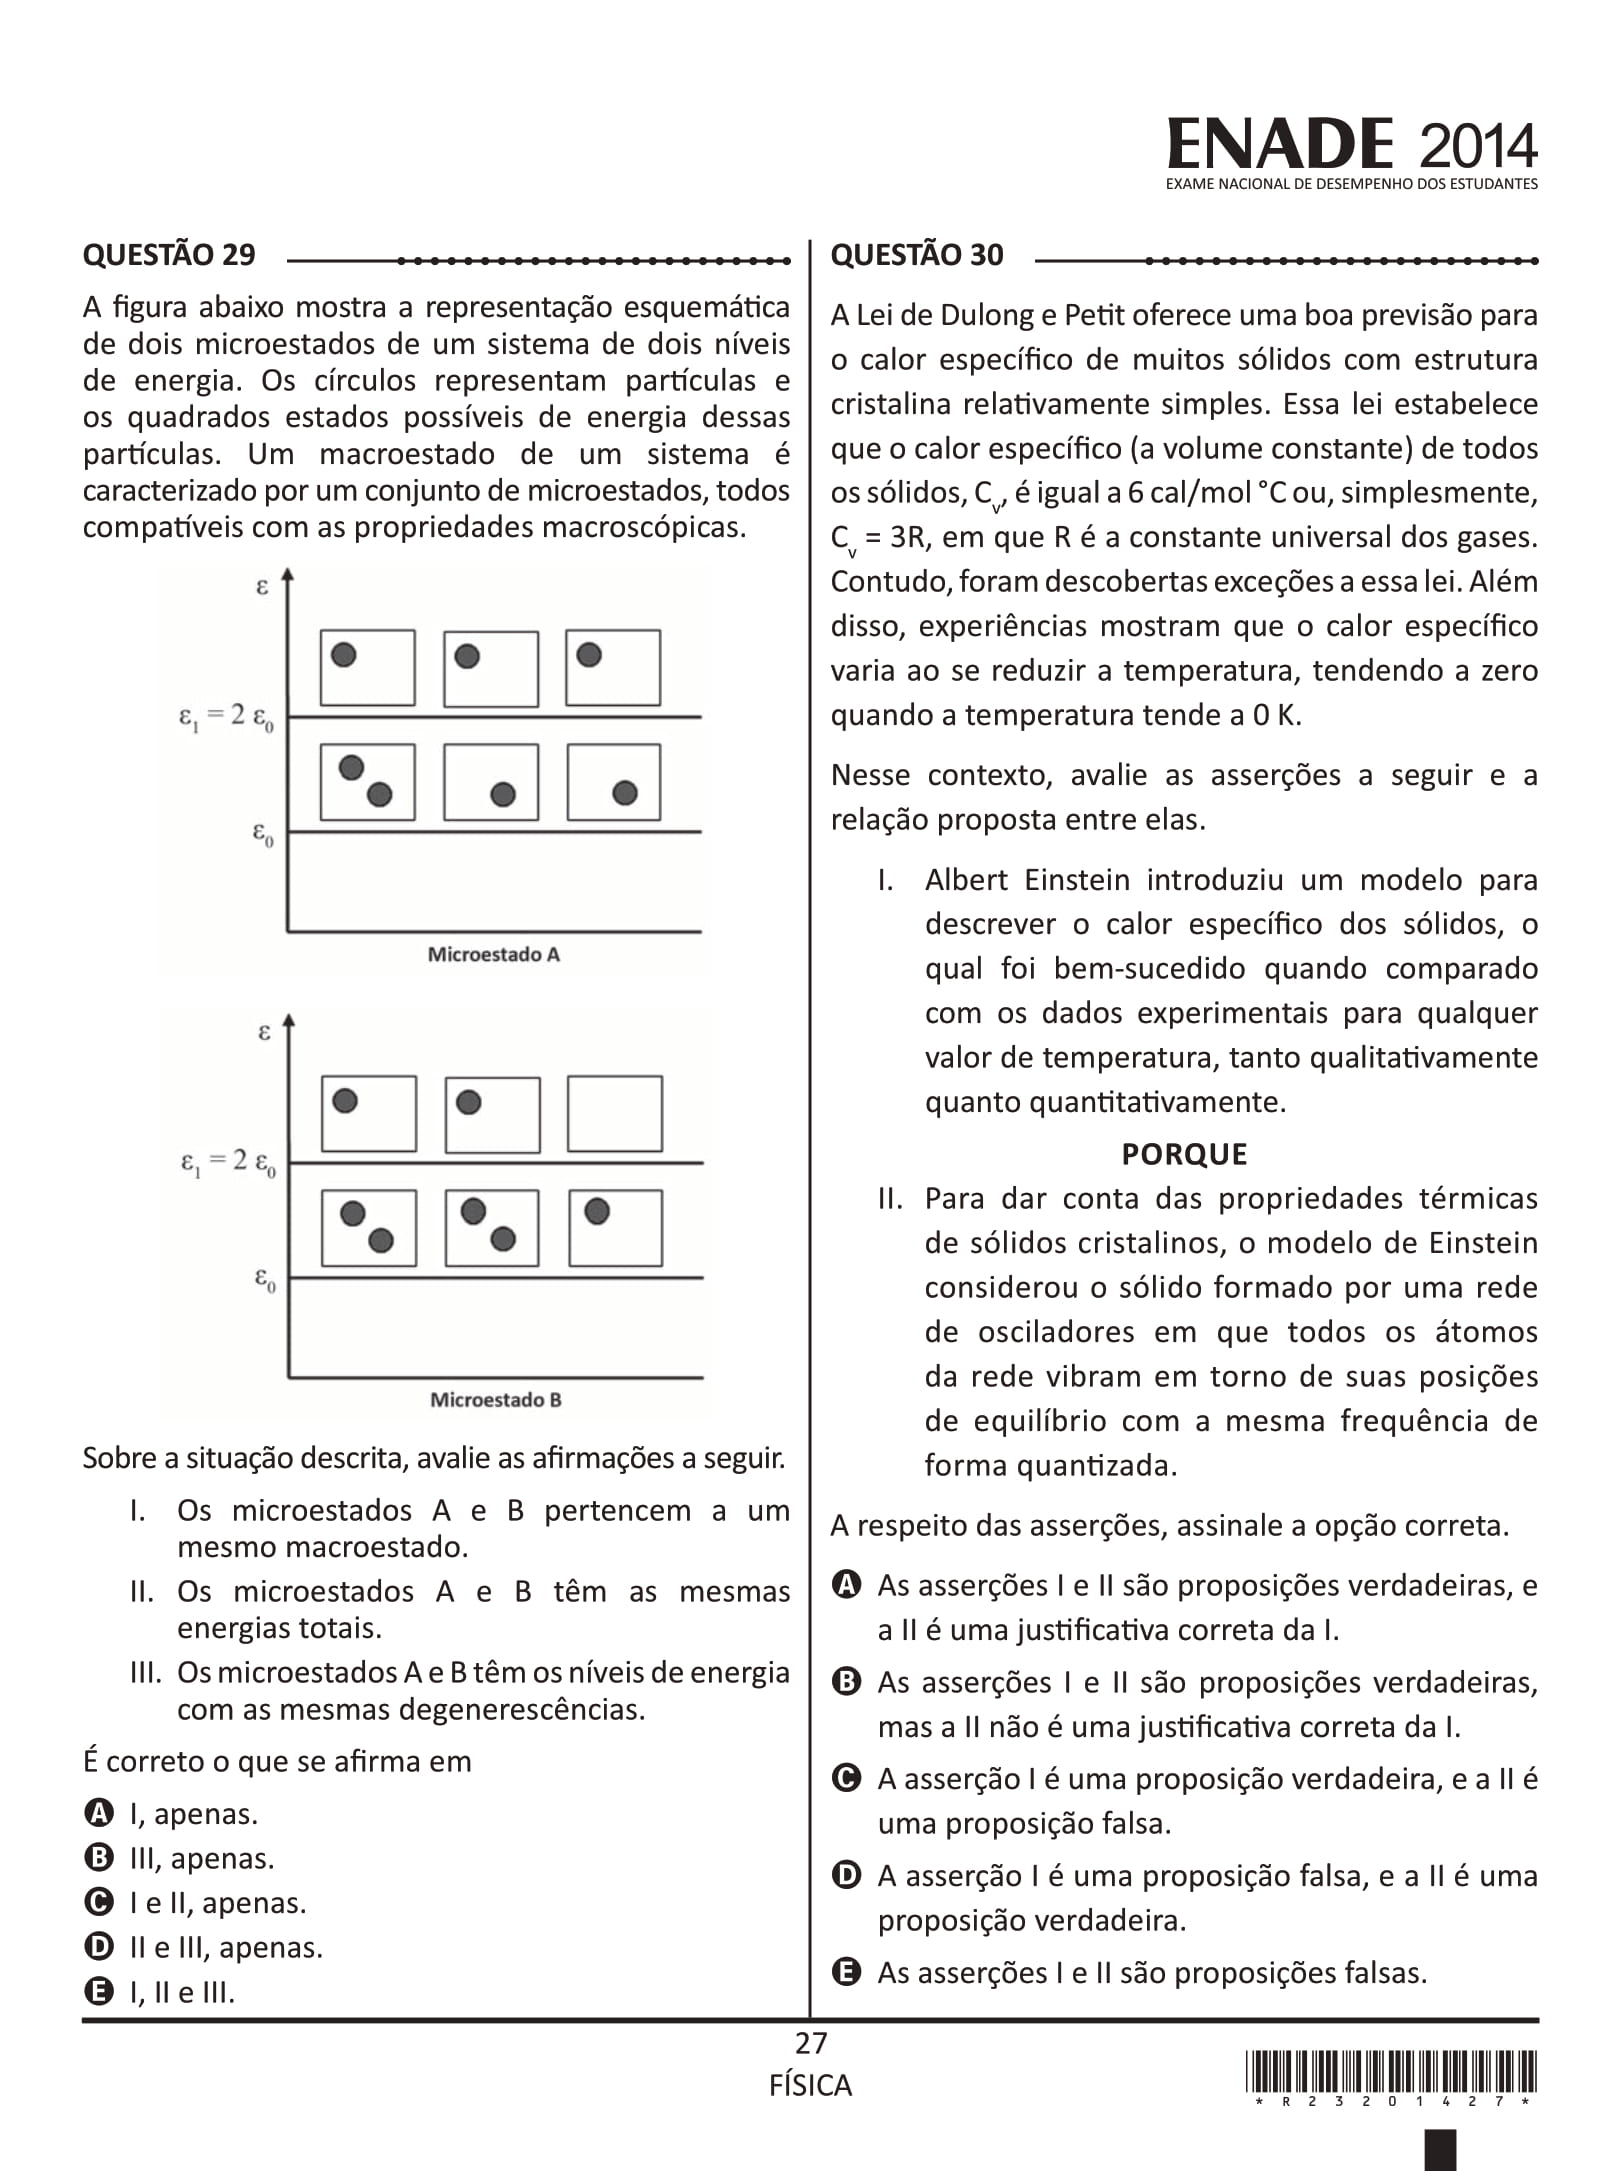 ENADE 2014
EXAME NACIONAL DE DESEMPENHO DOS ESTUDANTES
QUESTÃO 29
A figura abaixo mostra a representação esquemática
de dois microestados de um sistema de dois níveis
de energia. Os círculos representam partículas e
os quadrados estados possíveis de energia dessas
partículas. Um macroestado de um sistema é
caracterizado por um conjunto de microestados, todos
compatíveis com as propriedades macroscópicas.
ε
ε₁ = 2 ε₀
ε₀
Microestado A
ε
ε₁ = 2 ε₀
ε₀
Microestado B
Sobre a situação descrita, avalie as afirmações a seguir.
I. Os microestados A e B pertencem a um
mesmo macroestado.
II. Os microestados A e B têm as mesmas
energias totais.
III. Os microestados A e B têm os níveis de energia
com as mesmas degenerescências.
É correto o que se afirma em
A I, apenas.
B III, apenas.
C I e II, apenas.
D II e III, apenas.
E I, II e III.
QUESTÃO 30
A Lei de Dulong e Petit oferece uma boa previsão para
o calor específico de muitos sólidos com estrutura
cristalina relativamente simples. Essa lei estabelece
que o calor específico (a volume constante) de todos
os sólidos, Cv, é igual a 6 cal/mol °C ou, simplesmente,
Cv = 3R, em que R é a constante universal dos gases.
Contudo, foram descobertas exceções a essa lei. Além
disso, experiências mostram que o calor específico
varia ao se reduzir a temperatura, tendendo a zero
quando a temperatura tende a 0 K.
Nesse contexto, avalie as asserções a seguir e a
relação proposta entre elas.
I. Albert Einstein introduziu um modelo para
descrever o calor específico dos sólidos, o
qual foi bem-sucedido quando comparado
com os dados experimentais para qualquer
valor de temperatura, tanto qualitativamente
quanto quantitativamente.
PORQUE
II. Para dar conta das propriedades térmicas
de sólidos cristalinos, o modelo de Einstein
considerou o sólido formado por uma rede
de osciladores em que todos os átomos
da rede vibram em torno de suas posições
de equilíbrio com a mesma frequência de
forma quantizada.
A respeito das asserções, assinale a opção correta.
A As asserções I e II são proposições verdadeiras, e
a II é uma justificativa correta da I.
B As asserções I e II são proposições verdadeiras,
mas a II não é uma justificativa correta da I.
C A asserção I é uma proposição verdadeira, e a II é
uma proposição falsa.
D A asserção I é uma proposição falsa, e a II é uma
proposição verdadeira.
E As asserções I e II são proposições falsas.
27
FÍSICA
* R 2 3 2 0 1 4 2 7 *